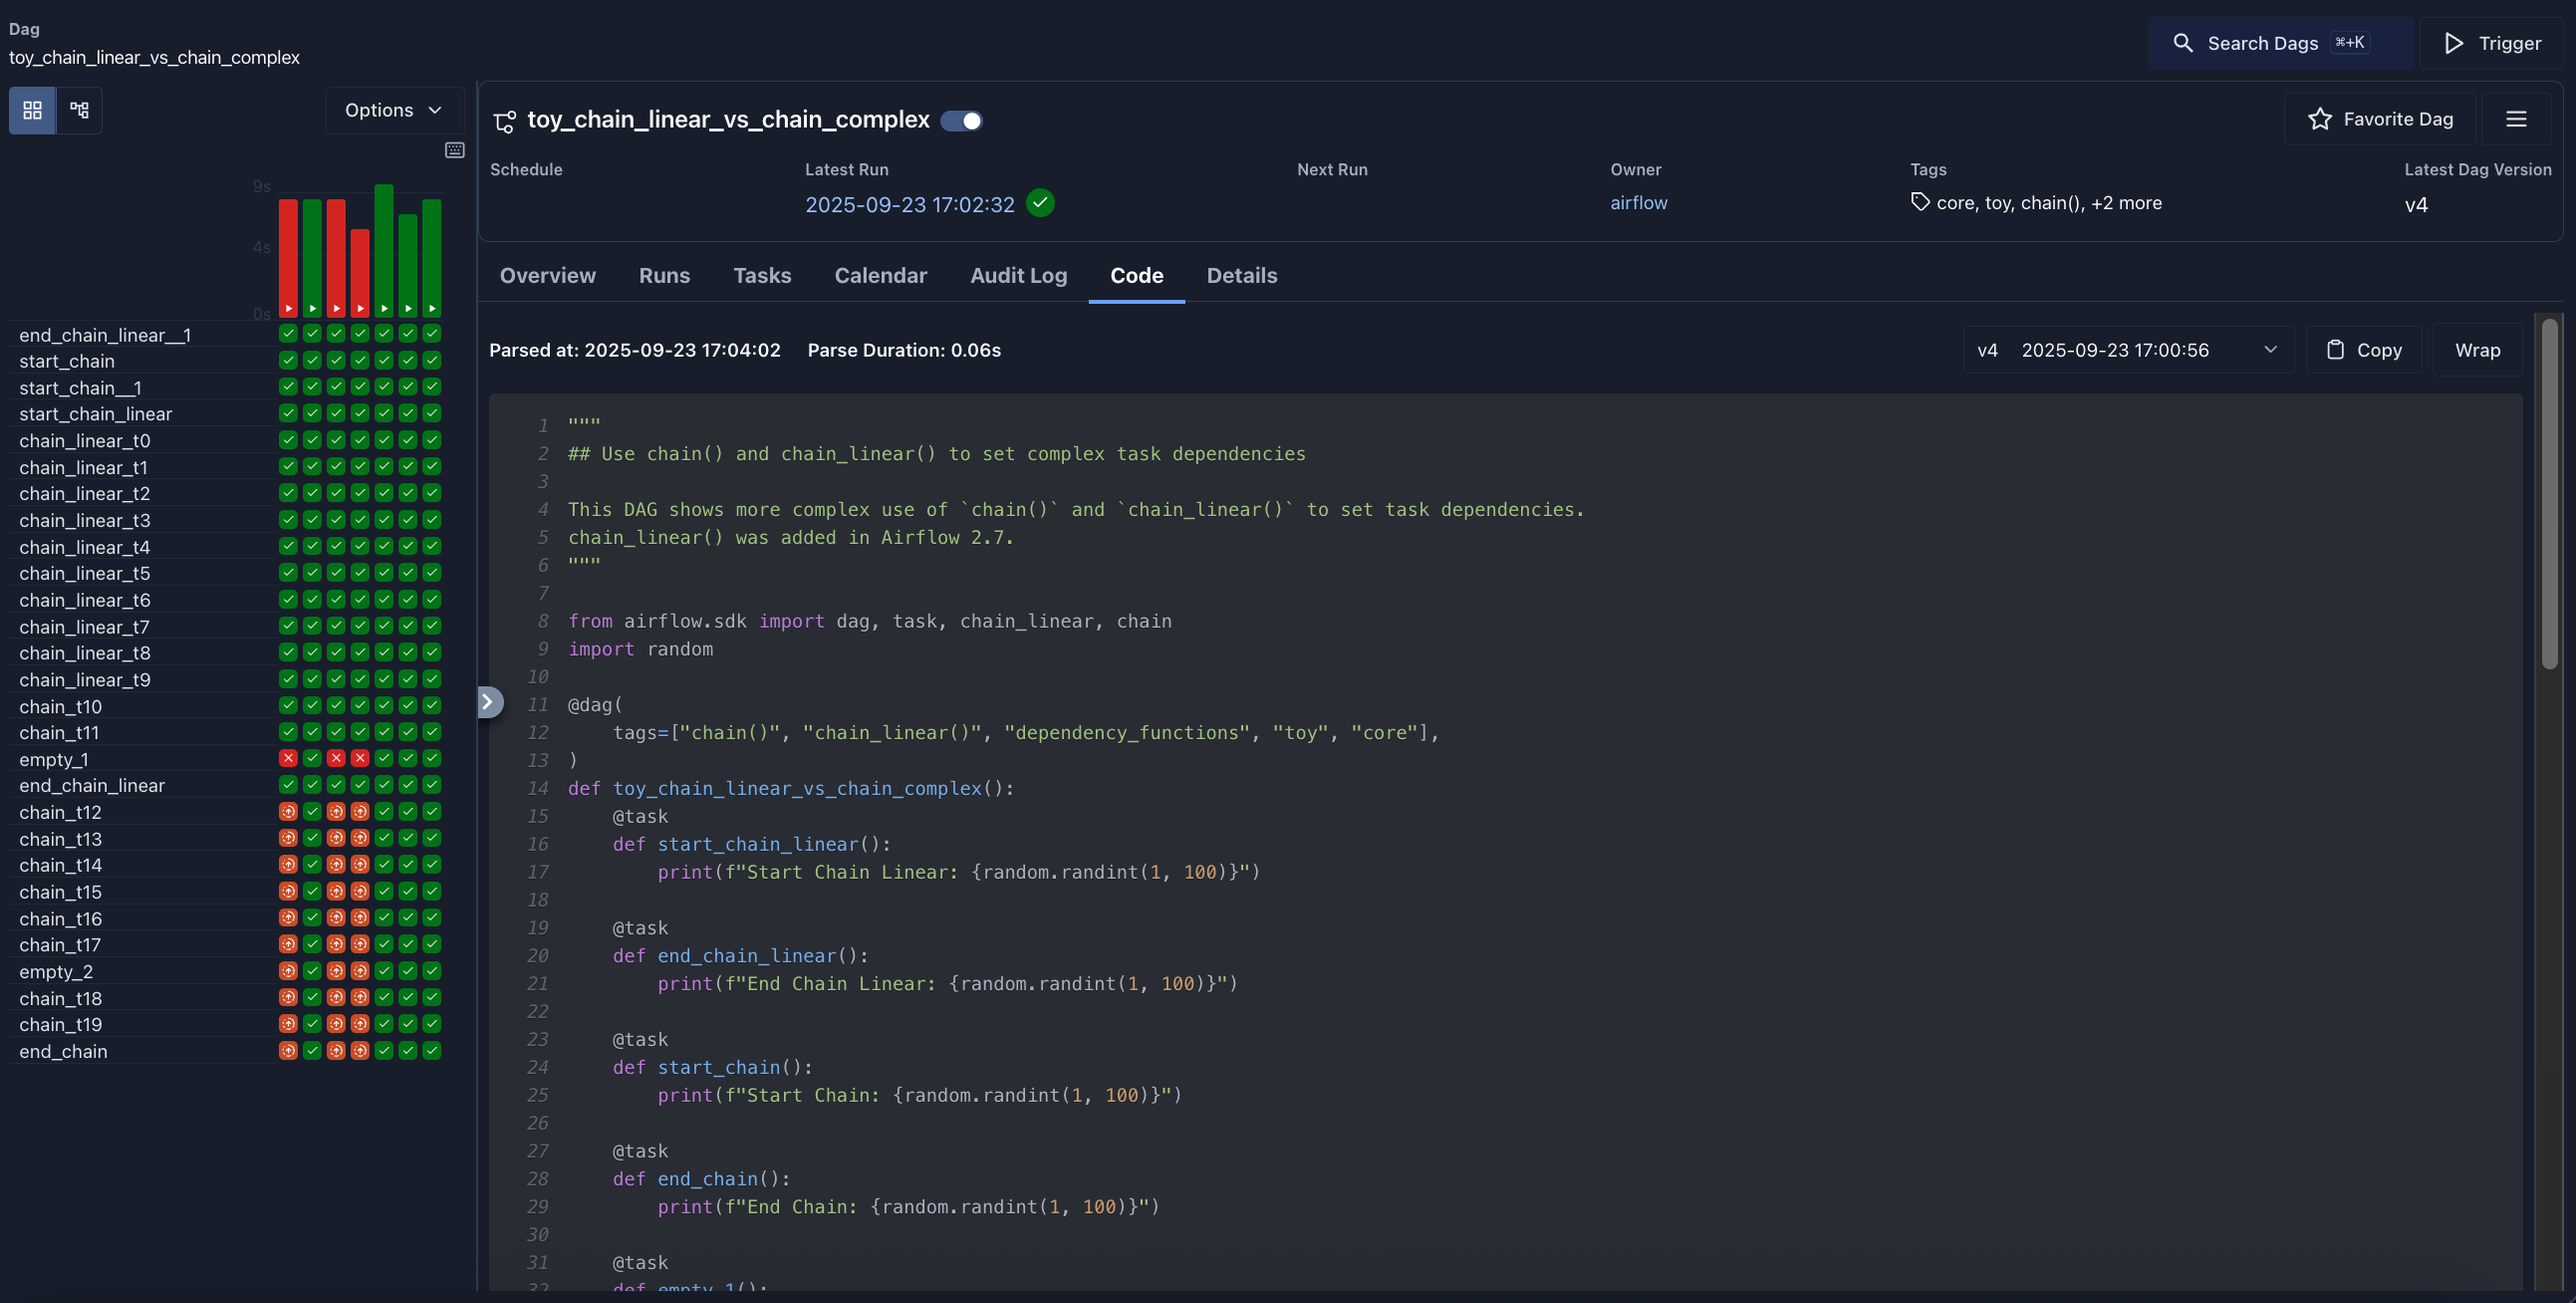 Dag
toy_chain_linear_vs_chain_complex
Search Dags ⌘+K
Trigger
Options
9s
4s
0s
end_chain_linear__1
start_chain
start_chain__1
start_chain_linear
chain_linear_t0
chain_linear_t1
chain_linear_t2
chain_linear_t3
chain_linear_t4
chain_linear_t5
chain_linear_t6
chain_linear_t7
chain_linear_t8
chain_linear_t9
chain_t10
chain_t11
empty_1
end_chain_linear
chain_t12
chain_t13
chain_t14
chain_t15
chain_t16
chain_t17
empty_2
chain_t18
chain_t19
end_chain
toy_chain_linear_vs_chain_complex
Favorite Dag
Schedule
Latest Run
2025-09-23 17:02:32
Next Run
Owner
airflow
Tags
core, toy, chain(), +2 more
Latest Dag Version
v4
Overview Runs Tasks Calendar Audit Log Code Details
Parsed at: 2025-09-23 17:04:02 Parse Duration: 0.06s
v4 2025-09-23 17:00:56
Copy
Wrap
1 """
2 ## Use chain() and chain_linear() to set complex task dependencies
3
4 This DAG shows more complex use of `chain()` and `chain_linear()` to set task dependencies.
5 chain_linear() was added in Airflow 2.7.
6 """
7
8 from airflow.sdk import dag, task, chain_linear, chain
9 import random
10
11 @dag(
12     tags=["chain()", "chain_linear()", "dependency_functions", "toy", "core"],
13 )
14 def toy_chain_linear_vs_chain_complex():
15     @task
16     def start_chain_linear():
17         print(f"Start Chain Linear: {random.randint(1, 100)}")
18
19     @task
20     def end_chain_linear():
21         print(f"End Chain Linear: {random.randint(1, 100)}")
22
23     @task
24     def start_chain():
25         print(f"Start Chain: {random.randint(1, 100)}")
26
27     @task
28     def end_chain():
29         print(f"End Chain: {random.randint(1, 100)}")
30
31     @task
32     def empty_1():